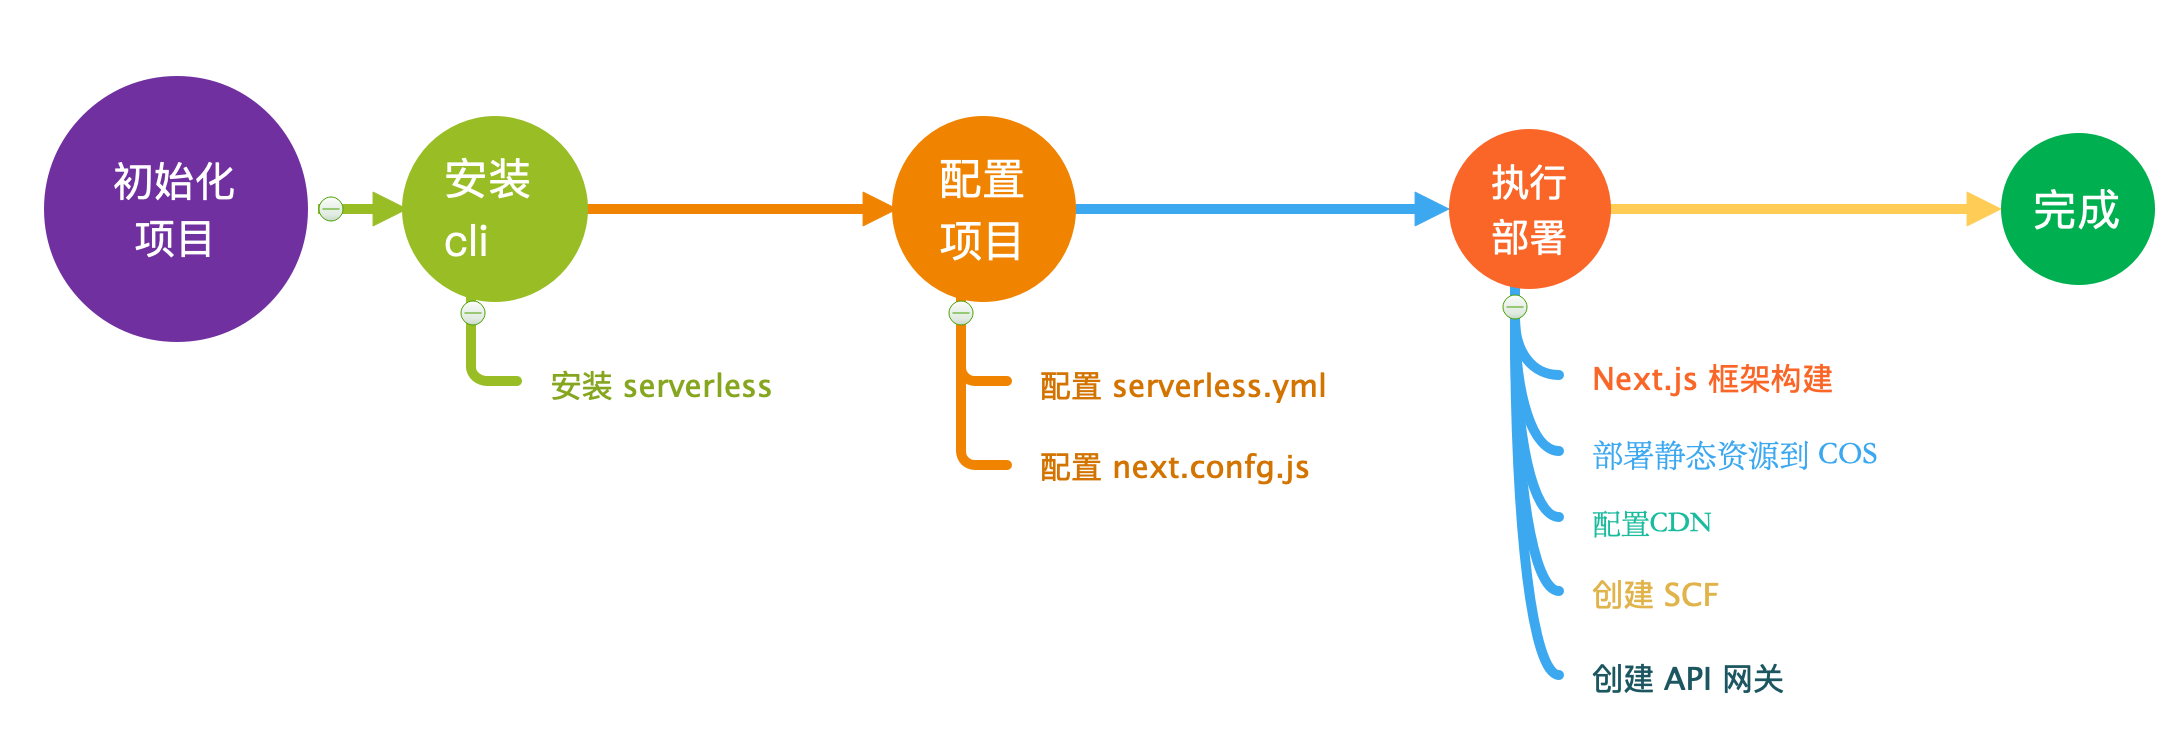 初始化
项目
安装
cli
安装 serverless
配置
项目
配置 serverless.yml
配置 next.confg.js
执行
部署
Next.js 框架构建
部署静态资源到 COS
配置CDN
创建 SCF
创建 API 网关
完成